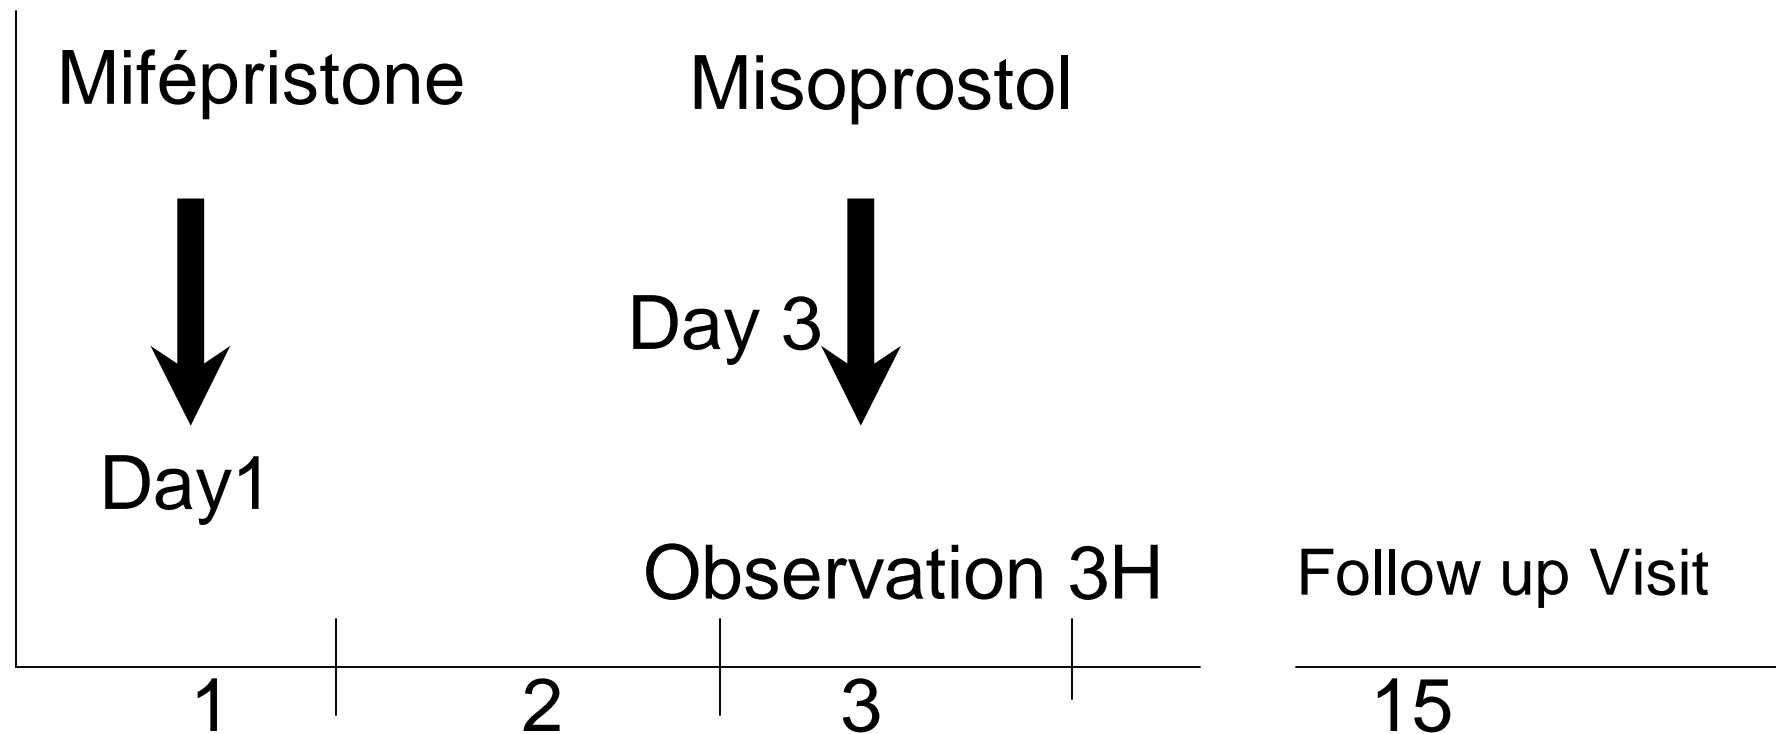 Mifépristone
Misoprostol
Day 3
Day1
Observation 3H
Follow up Visit
1
2
3
15